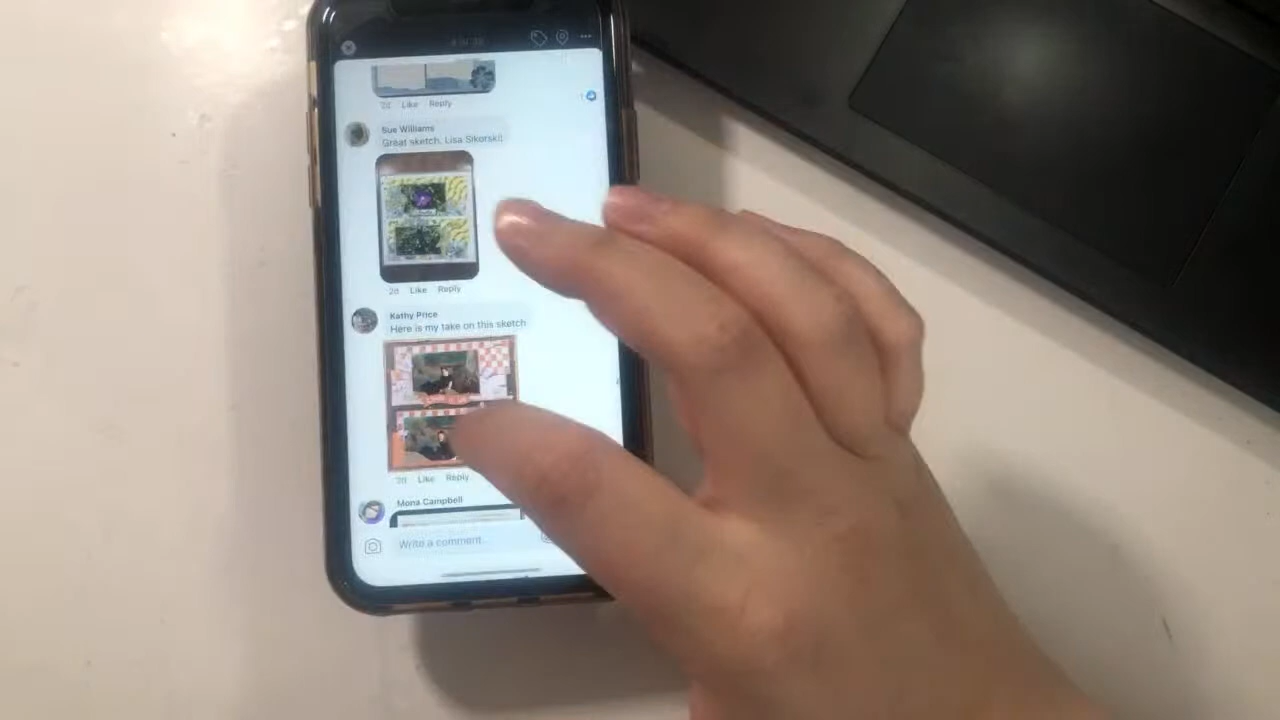 2d Like Reply
1
Sue Williams
Great sketch, Lisa Sikorski!
2d Like Reply
Kathy Price
Here is my take on this sketch
2d Like Reply
Mona Campbell
Write a comment...